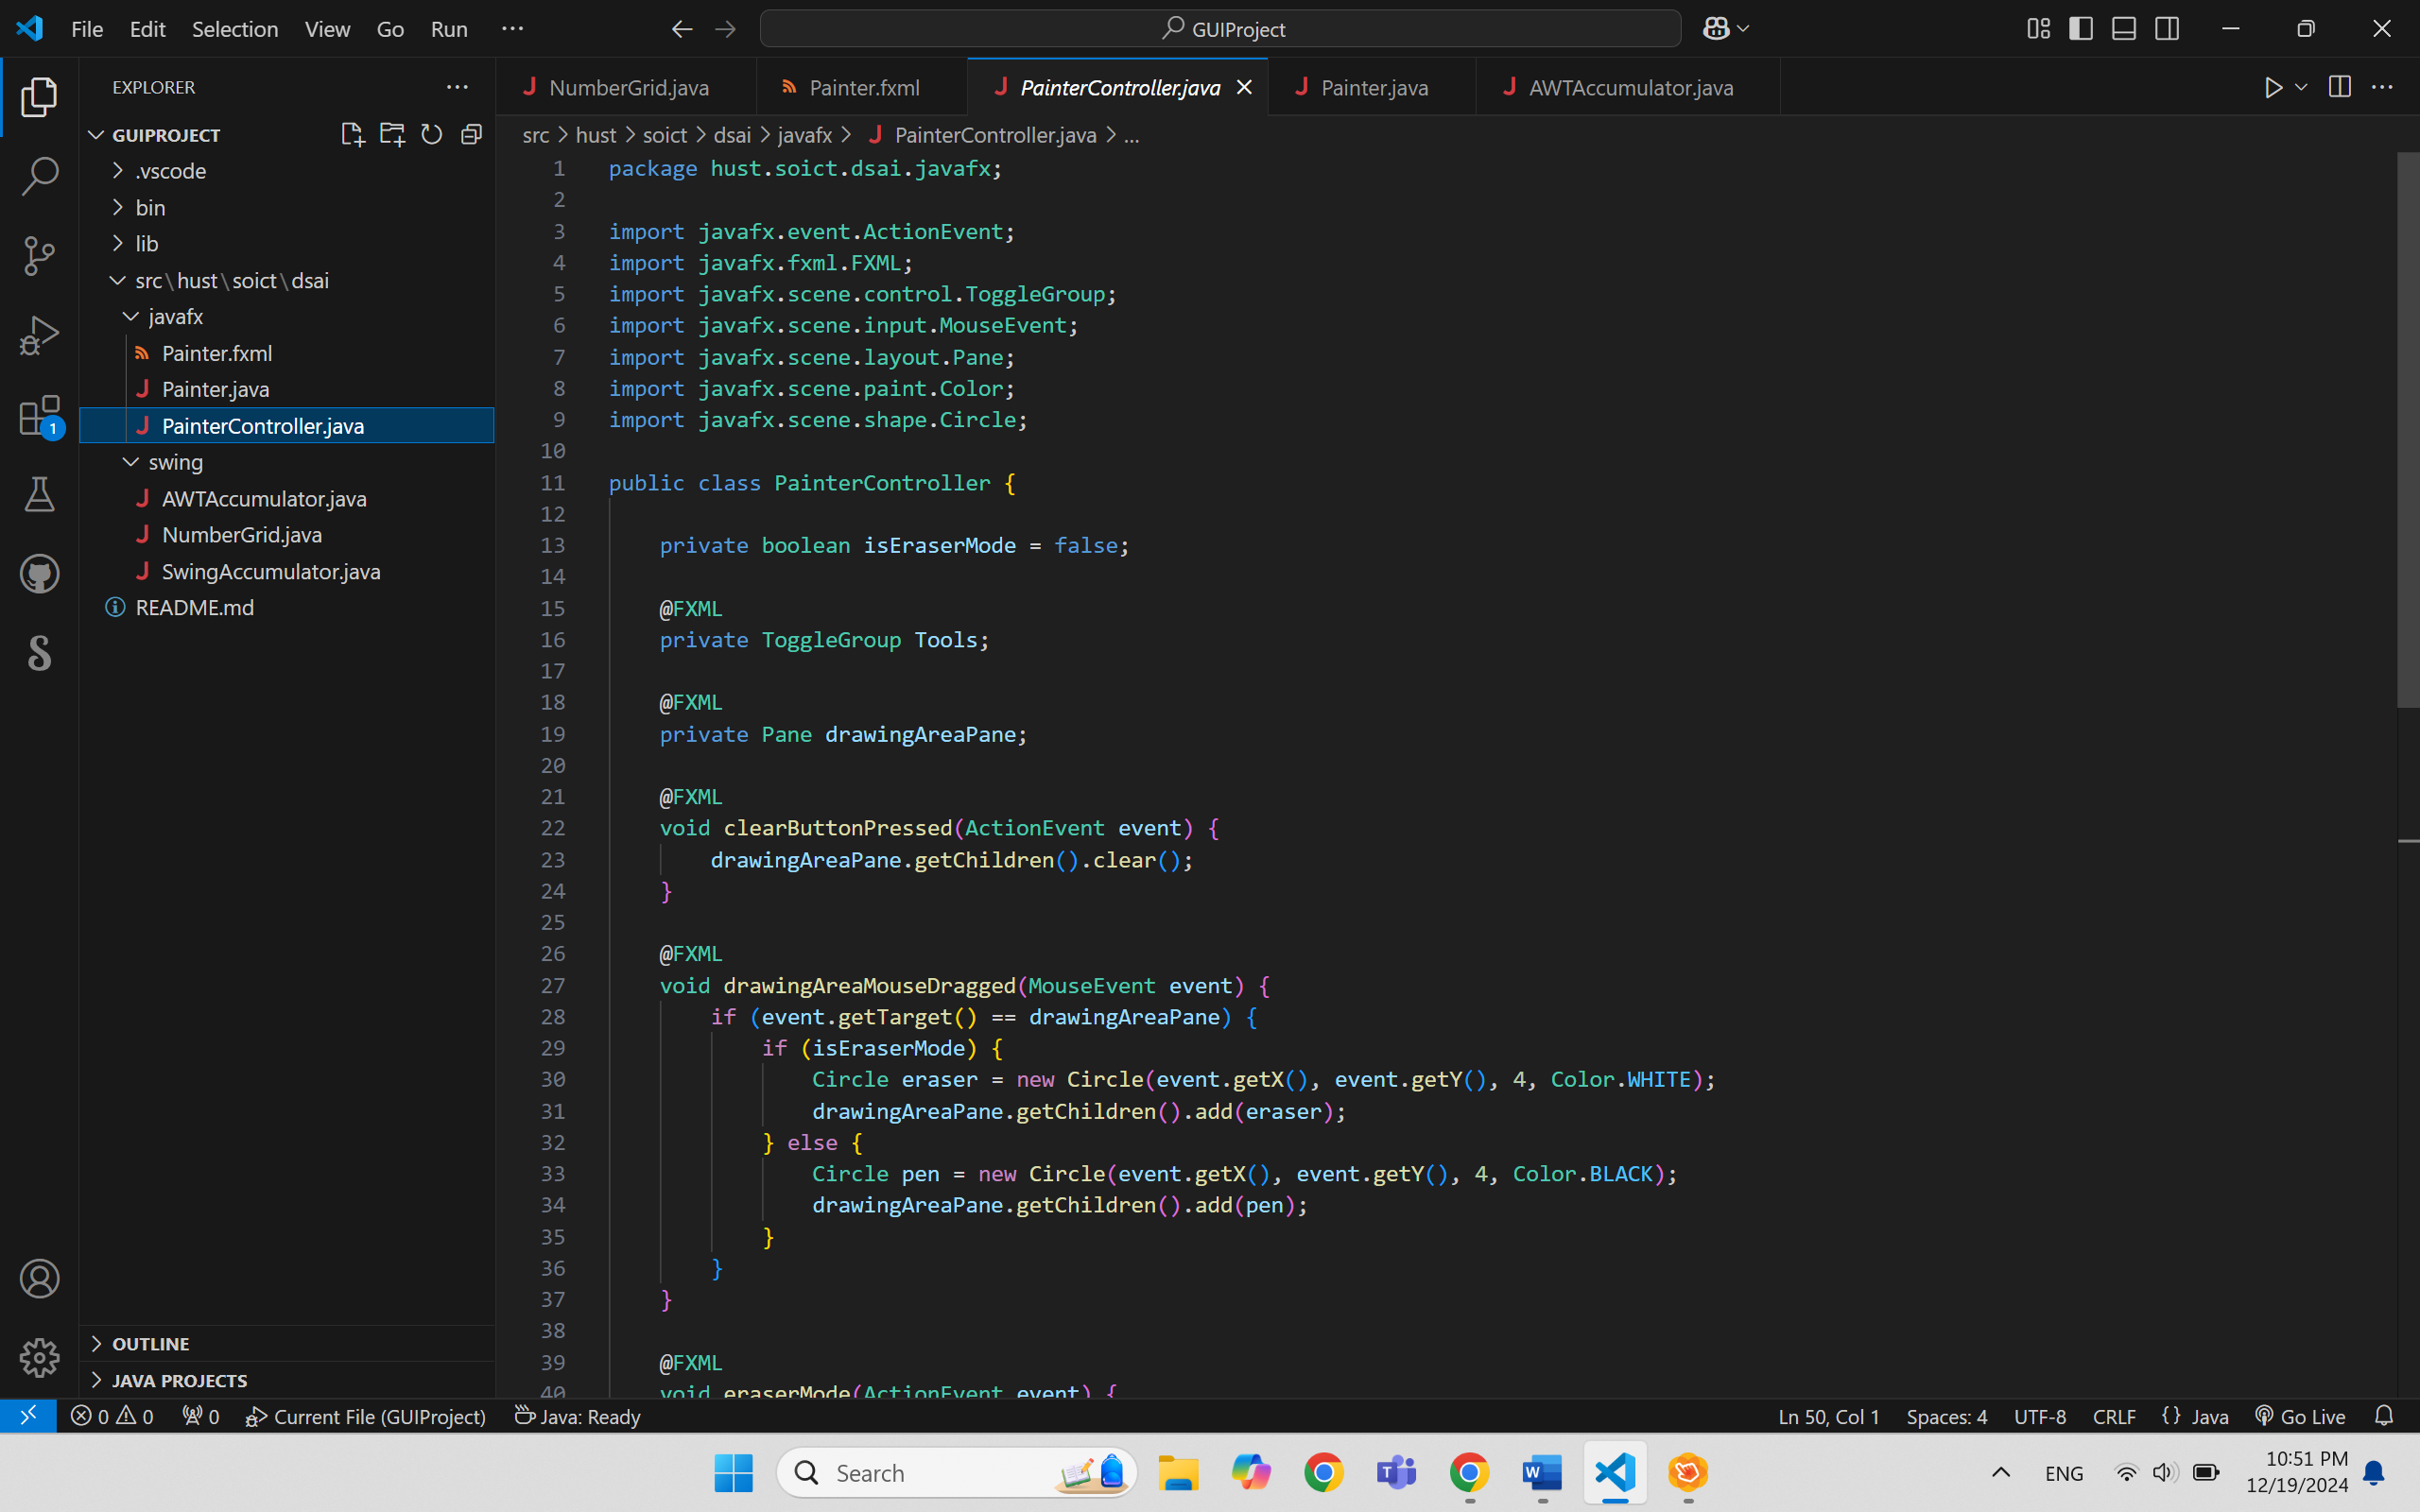 File Edit Selection View Go Run ··· GUIProject
EXPLORER ···
NumberGrid.java Painter.fxml PainterController.java Painter.java AWTAccumulator.java ···
GUIPROJECT
.vscode
bin
lib
src\hust\soict\dsai
javafx
Painter.fxml
Painter.java
PainterController.java
swing
AWTAccumulator.java
NumberGrid.java
SwingAccumulator.java
README.md
OUTLINE
JAVA PROJECTS
1
src > hust > soict > dsai > javafx > PainterController.java > ...
1 package hust.soict.dsai.javafx;
2
3 import javafx.event.ActionEvent;
4 import javafx.fxml.FXML;
5 import javafx.scene.control.ToggleGroup;
6 import javafx.scene.input.MouseEvent;
7 import javafx.scene.layout.Pane;
8 import javafx.scene.paint.Color;
9 import javafx.scene.shape.Circle;
10
11 public class PainterController {
12
13     private boolean isEraserMode = false;
14
15     @FXML
16     private ToggleGroup Tools;
17
18     @FXML
19     private Pane drawingAreaPane;
20
21     @FXML
22     void clearButtonPressed(ActionEvent event) {
23         drawingAreaPane.getChildren().clear();
24     }
25
26     @FXML
27     void drawingAreaMouseDragged(MouseEvent event) {
28         if (event.getTarget() == drawingAreaPane) {
29             if (isEraserMode) {
30                 Circle eraser = new Circle(event.getX(), event.getY(), 4, Color.WHITE);
31                 drawingAreaPane.getChildren().add(eraser);
32             } else {
33                 Circle pen = new Circle(event.getX(), event.getY(), 4, Color.BLACK);
34                 drawingAreaPane.getChildren().add(pen);
35             }
36         }
37     }
38
39     @FXML
40     void eraserMode(ActionEvent event) {
0 0 0 Current File (GUIProject) Java: Ready Ln 50, Col 1 Spaces: 4 UTF-8 CRLF {} Java Go Live
Search ENG 10:51 PM
12/19/2024